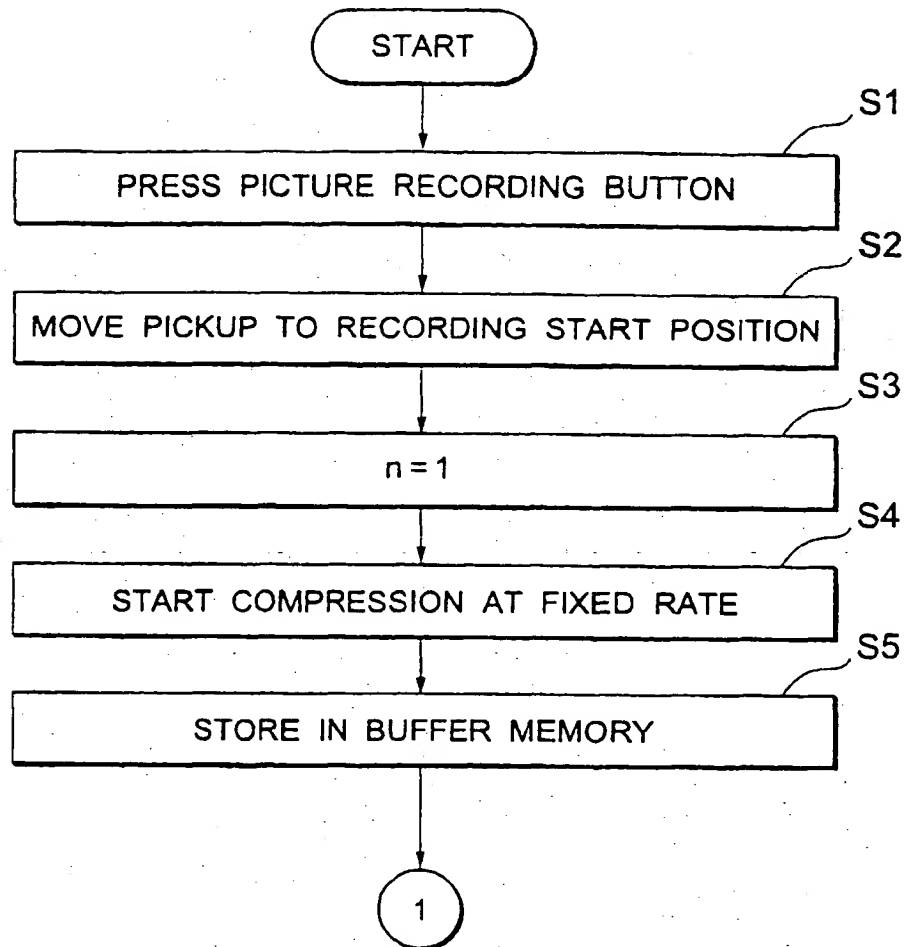 START
S1
PRESS PICTURE RECORDING BUTTON
S2
MOVE PICKUP TO RECORDING START POSITION
S3
n = 1
S4
START COMPRESSION AT FIXED RATE
S5
STORE IN BUFFER MEMORY
1